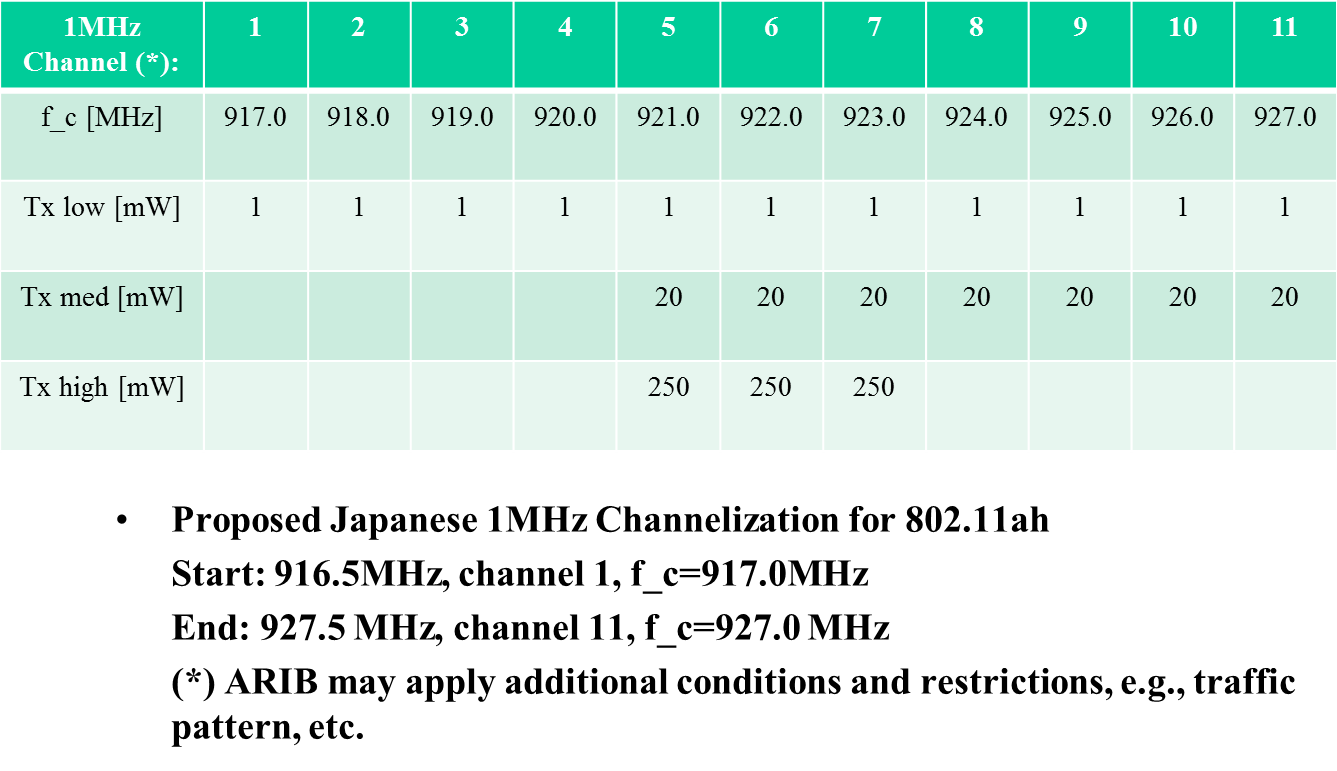 1MHz Channel (*): 1 2 3 4 5 6 7 8 9 10 11
f_c [MHz] 917.0 918.0 919.0 920.0 921.0 922.0 923.0 924.0 925.0 926.0 927.0
Tx low [mW] 1 1 1 1 1 1 1 1 1 1 1
Tx med [mW] 20 20 20 20 20 20 20
Tx high [mW] 250 250 250
• Proposed Japanese 1MHz Channelization for 802.11ah
Start: 916.5MHz, channel 1, f_c=917.0MHz
End: 927.5 MHz, channel 11, f_c=927.0 MHz
(*) ARIB may apply additional conditions and restrictions, e.g., traffic
pattern, etc.